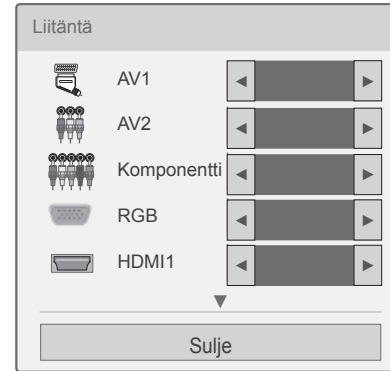 Liitäntä
AV1
AV2
Komponentti
RGB
HDMI1
Sulje